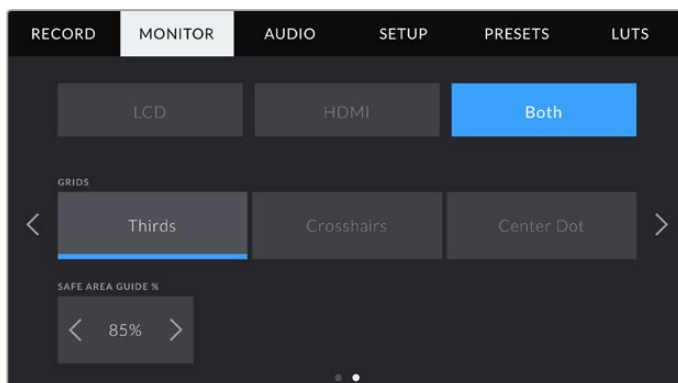 RECORD MONITOR AUDIO SETUP PRESETS LUTS
LCD HDMI Both
GRIDS
Thirds Crosshairs Center Dot
SAFE AREA GUIDE %
85%